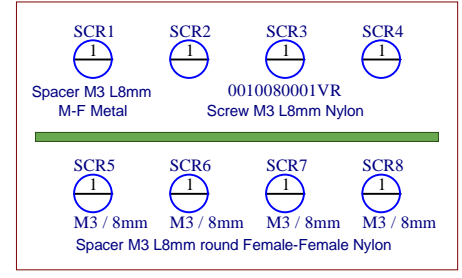 SCR1 SCR2 SCR3 SCR4
1 1 1 1
Spacer M3 L8mm 0010080001VR
M-F Metal Screw M3 L8mm Nylon
SCR5 SCR6 SCR7 SCR8
1 1 1 1
M3 / 8mm M3 / 8mm M3 / 8mm M3 / 8mm
Spacer M3 L8mm round Female-Female Nylon